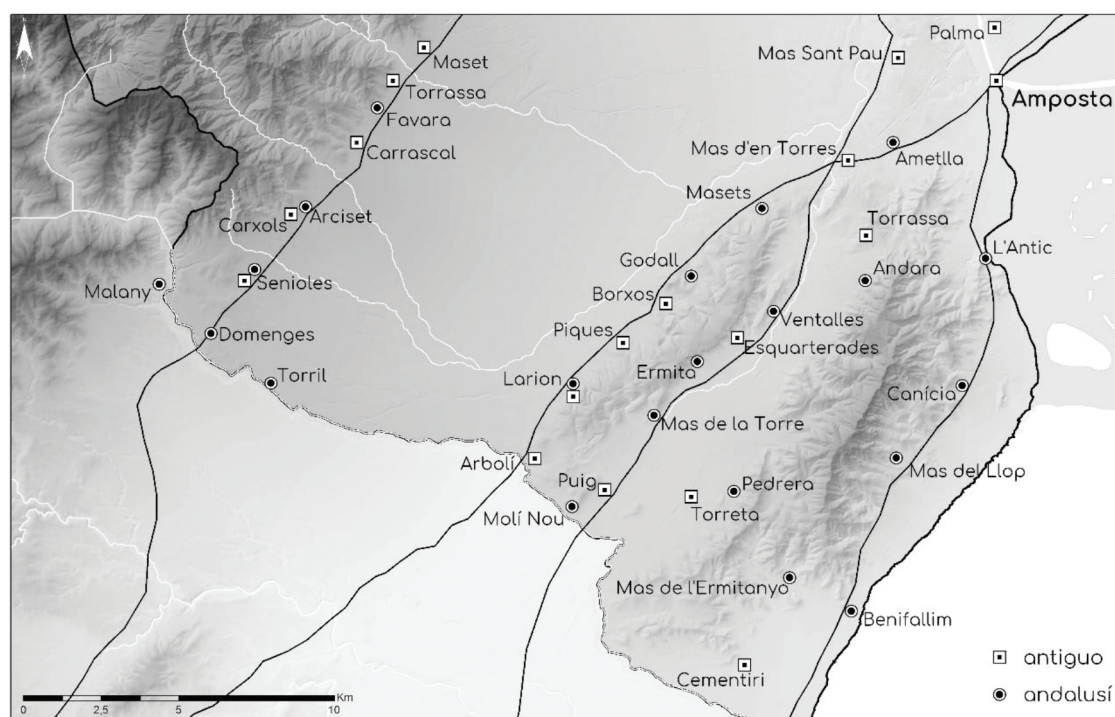 Palma
Maset
Mas Sant Pau
Torrassa
Amposta
Favara
Carrascal
Mas d'en Torres
Ametlla
Masets
Carxols
Arciset
Torrassa
L'Antic
Godall
Senioles
Malany
Andara
Borxos
Domenges
Piques
Ventalles
Esquarterades
Larion
Ermita
Torril
Canícia
Mas de la Torre
Arbolí
Mas del Llop
Puig
Pedrera
Molí Nou
Torreta
Mas de l'Ermitanyo
Benifallim
Cementiri
antiguo
andalusí
Km
0 2,5 5 10